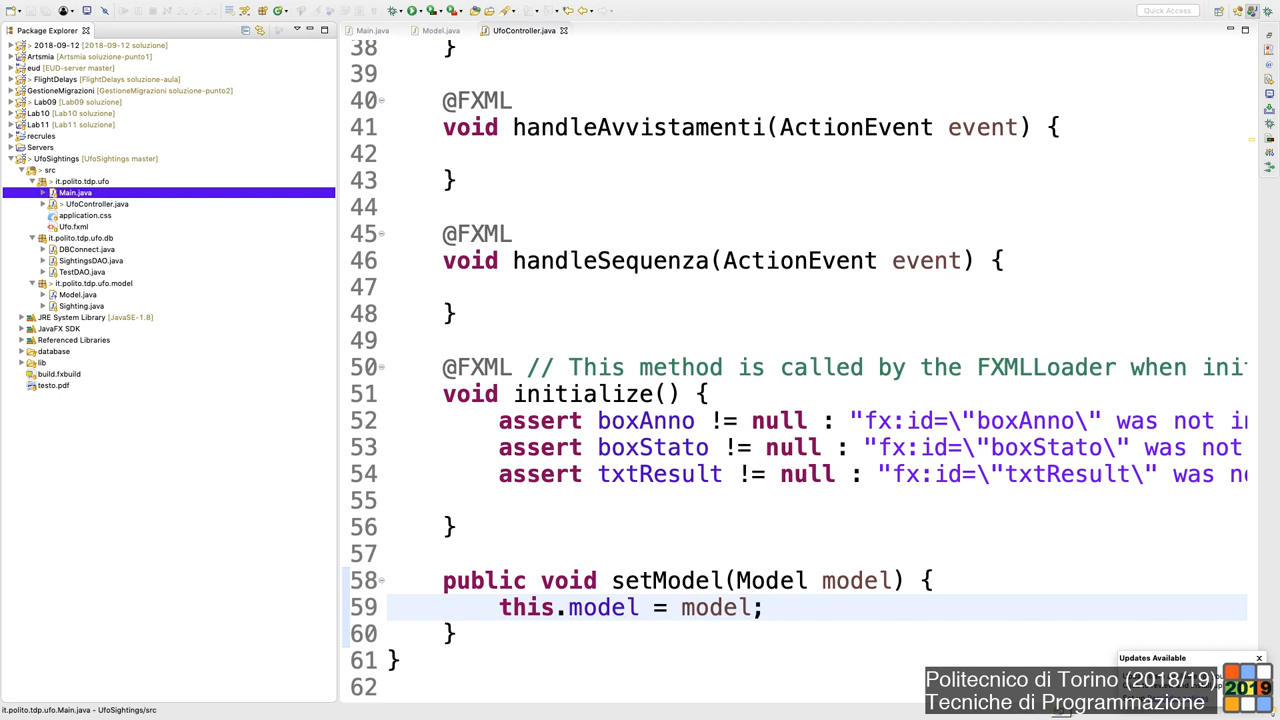 Quick Access
Package Explorer
Main.java
Model.java
UfoController.java
> 2018-09-12 [2018-09-12 soluzione]
Artsmia [Artsmia soluzione-punto1]
eud [EUD-server master]
> FlightDelays [FlightDelays soluzione-aula]
GestioneMigrazioni [GestioneMigrazioni soluzione-punto2]
> Lab09 [Lab09 soluzione]
Lab10 [Lab10 soluzione]
Lab11 [Lab11 soluzione]
recrules
Servers
> UfoSightings [UfoSightings master]
> src
> it.polito.tdp.ufo
Main.java
> UfoController.java
application.css
Ufo.fxml
it.polito.tdp.ufo.db
DBConnect.java
SightingsDAO.java
TestDAO.java
> it.polito.tdp.ufo.model
Model.java
Sighting.java
JRE System Library [JavaSE-1.8]
JavaFX SDK
Referenced Libraries
database
lib
build.fxbuild
testo.pdf
38 }
39
40 @FXML
41 void handleAvvistamenti(ActionEvent event) {
42
43 }
44
45 @FXML
46 void handleSequenza(ActionEvent event) {
47
48 }
49
50 @FXML // This method is called by the FXMLLoader when ini
51 void initialize() {
52 assert boxAnno != null : "fx:id=\"boxAnno\" was not i
53 assert boxStato != null : "fx:id=\"boxStato\" was not
54 assert txtResult != null : "fx:id=\"txtResult\" was n
55
56 }
57
58 public void setModel(Model model) {
59 this.model = model;
60 }
61 }
62
Updates Available
Politecnico di Torino (2018/19)
Tecniche di Programmazione
2019
it.polito.tdp.ufo.Main.java - UfoSightings/src